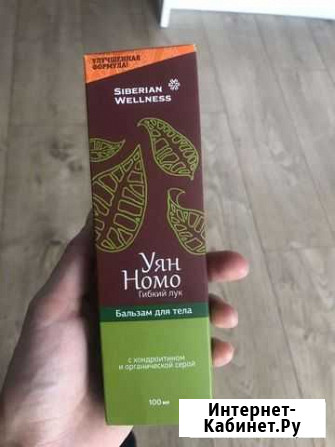 УЛУЧШЕННАЯ
ФОРМУЛА!
SIBERIAN
WELLNESS
Уян
Номо
Гибкий лук
Бальзам для тела
с хондроитином
и органической серой
100 мл
Интернет-
Кабинет.Ру